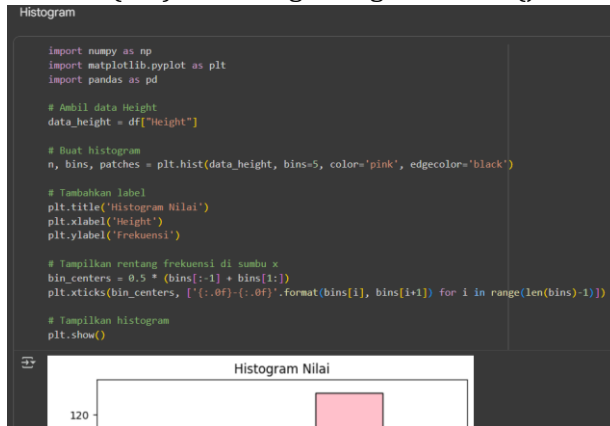 Histogram
import numpy as np
import matplotlib.pyplot as plt
import pandas as pd
# Ambil data Height
data_height = df["Height"]
# Buat histogram
n, bins, patches = plt.hist(data_height, bins=5, color='pink', edgecolor='black')
# Tambahkan label
plt.title('Histogram Nilai')
plt.xlabel('Height')
plt.ylabel('Frekuensi')
# Tampilkan rentang frekuensi di sumbu x
bin_centers = 0.5 * (bins[:-1] + bins[1:])
plt.xticks(bin_centers, ['{:.0f}-{:.0f}'.format(bins[i], bins[i+1]) for i in range(len(bins)-1)])
# Tampilkan histogram
plt.show()
Histogram Nilai
120